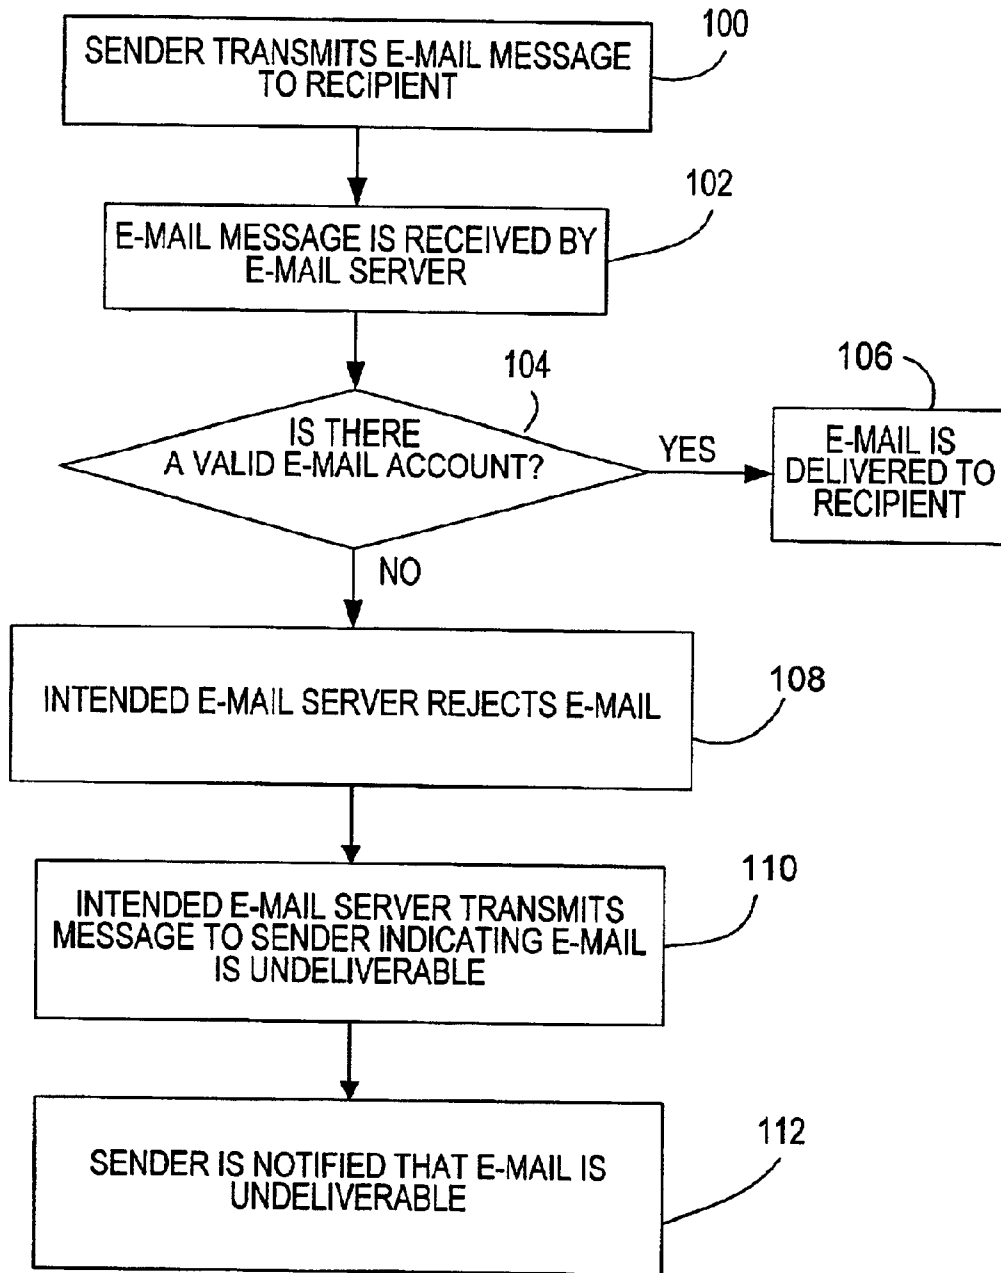 100
SENDER TRANSMITS E-MAIL MESSAGE
TO RECIPIENT
102
E-MAIL MESSAGE IS RECEIVED BY
E-MAIL SERVER
104
IS THERE
A VALID E-MAIL ACCOUNT?
YES
106
E-MAIL IS
DELIVERED TO
RECIPIENT
NO
108
INTENDED E-MAIL SERVER REJECTS E-MAIL
110
INTENDED E-MAIL SERVER TRANSMITS
MESSAGE TO SENDER INDICATING E-MAIL
IS UNDELIVERABLE
112
SENDER IS NOTIFIED THAT E-MAIL IS
UNDELIVERABLE